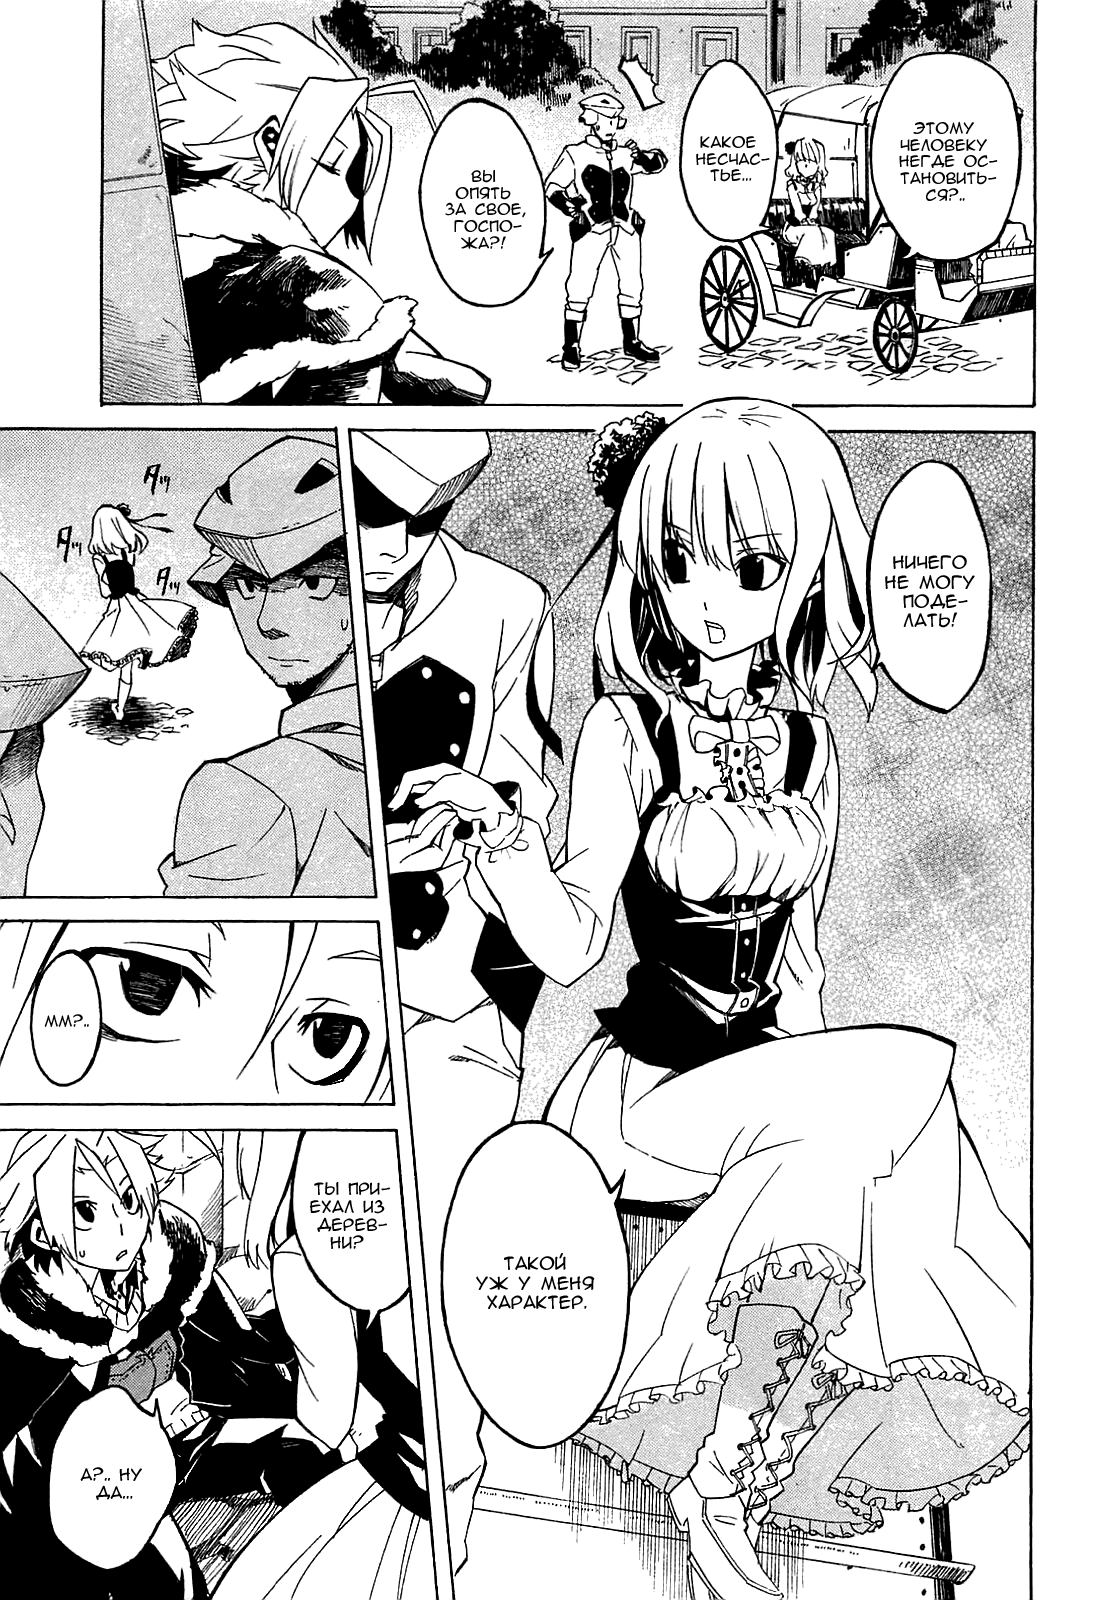 ЭТОМУ
ЧЕЛОВЕКУ
НЕГДЕ ОС-
ТАНОВИТЬ-
СЯ?..
КАКОЕ
НЕСЧАС-
ТЬЕ...
ВЫ
ОПЯТЬ
ЗА СВОЕ,
ГОСПО-
ЖА?!
НИЧЕГО
НЕ МОГУ
ПОДЕ-
ЛАТЬ!
ТАКОЙ
УЖ У МЕНЯ
ХАРАКТЕР.
ММ?..
ТЫ ПРИ-
ЕХАЛ ИЗ
ДЕРЕВ-
НИ?
А?.. НУ
ДА...